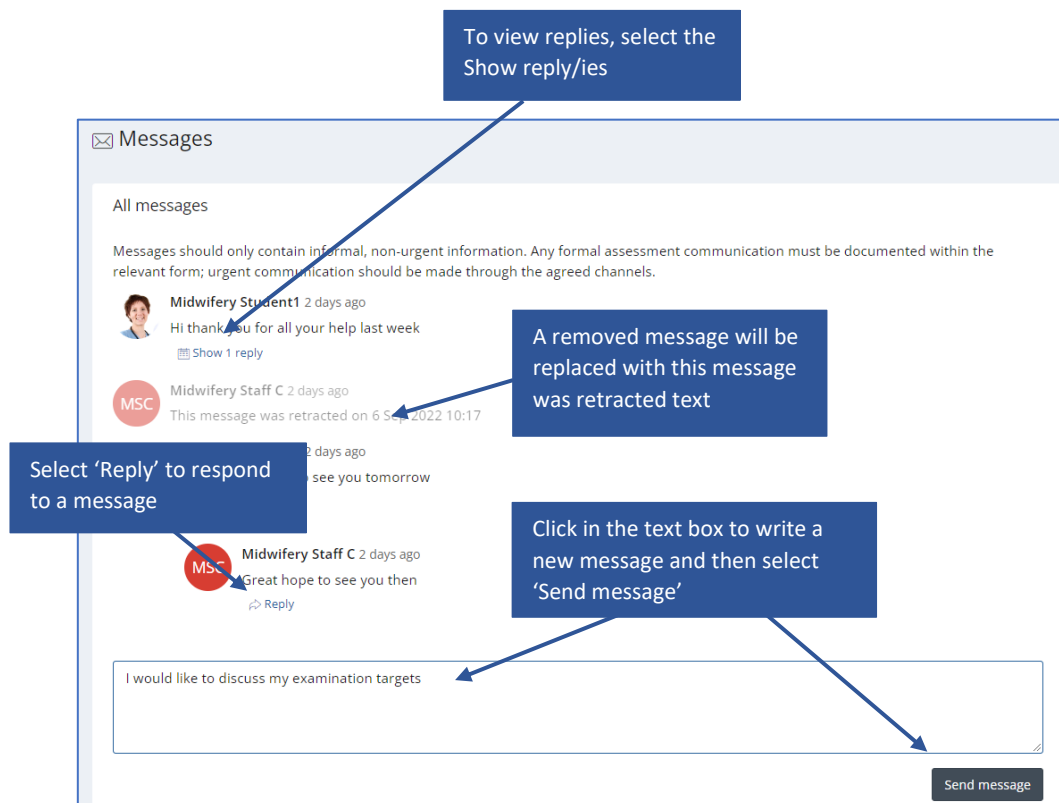 To view replies, select the
Show reply/ies
Messages
All messages
Messages should only contain informal, non-urgent information. Any formal assessment communication must be documented within the
relevant form; urgent communication should be made through the agreed channels.
Midwifery Student1 2 days ago
Hi thank you for all your help last week
Show 1 reply
A removed message will be
replaced with this message
was retracted text
MSC
Midwifery Staff C 2 days ago
This message was retracted on 6 Sep 2022 10:17
2 days ago
see you tomorrow
Select ‘Reply’ to respond
to a message
MSC
Midwifery Staff C 2 days ago
Great hope to see you then
Reply
Click in the text box to write a
new message and then select
‘Send message’
I would like to discuss my examination targets
Send message